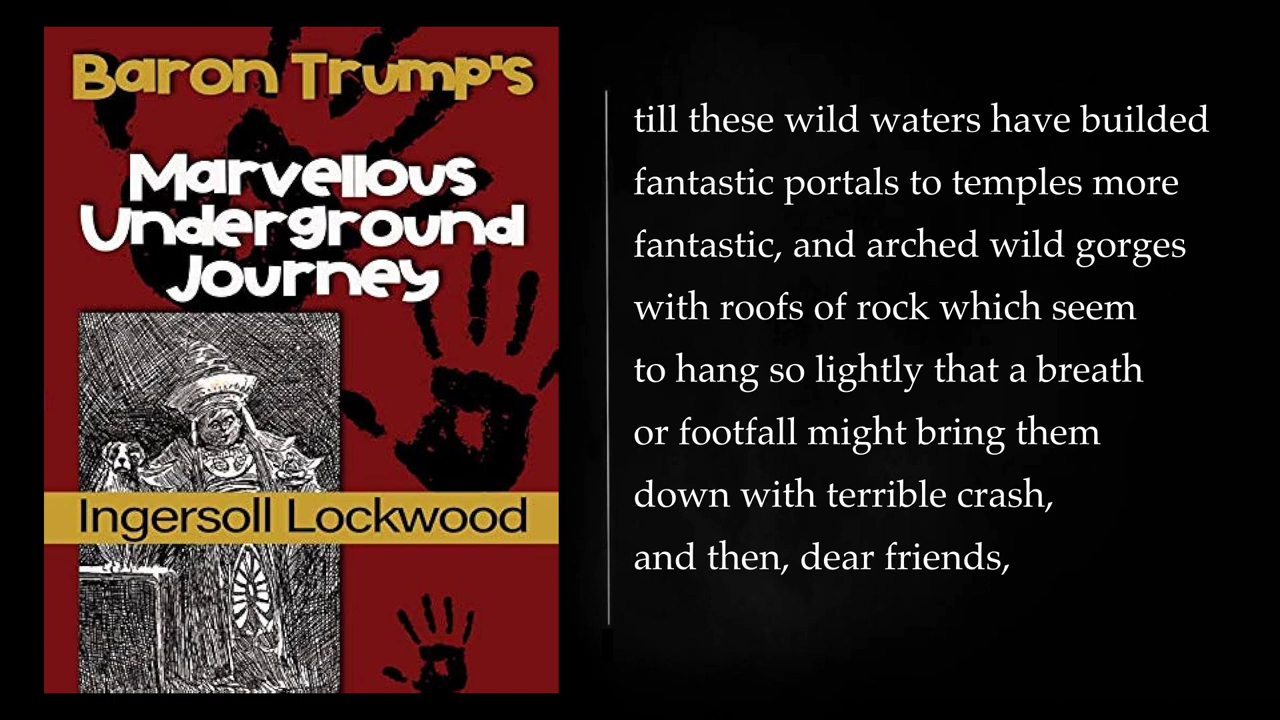 Baron Trump's
Marvellous
Underground
Journey
Ingersoll Lockwood
till these wild waters have builded
fantastic portals to temples more
fantastic, and arched wild gorges
with roofs of rock which seem
to hang so lightly that a breath
or footfall might bring them
down with terrible crash,
and then, dear friends,